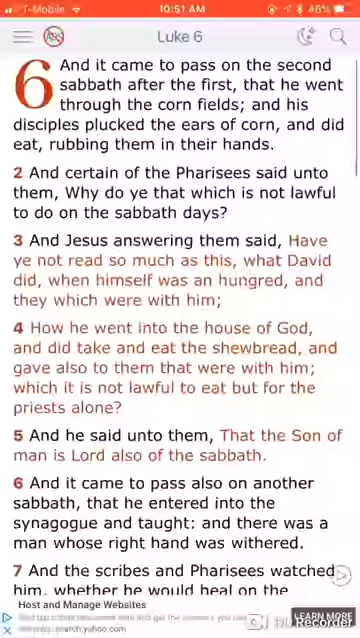 T-Mobile 10:51 AM 46%
Luke 6
6 And it came to pass on the second
sabbath after the first, that he went
through the corn fields; and his
disciples plucked the ears of corn, and did
eat, rubbing them in their hands.
2 And certain of the Pharisees said unto
them, Why do ye that which is not lawful
to do on the sabbath days?
3 And Jesus answering them said, Have
ye not read so much as this, what David
did, when himself was an hungred, and
they which were with him;
4 How he went into the house of God,
and did take and eat the shewbread, and
gave also to them that were with him;
which it is not lawful to eat but for the
priests alone?
5 And he said unto them, That the Son of
man is Lord also of the sabbath.
6 And it came to pass also on another
sabbath, that he entered into the
synagogue and taught: and there was a
man whose right hand was withered.
7 And the scribes and Pharisees watched
him, whether he would heal on the
Host and Manage Websites
LEARN MORE
search.yahoo.com
Recorder